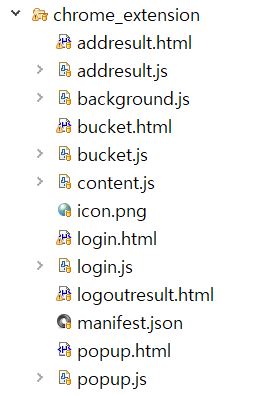 chrome_extension
addresult.html
addresult.js
background.js
bucket.html
bucket.js
content.js
icon.png
login.html
login.js
logoutresult.html
manifest.json
popup.html
popup.js